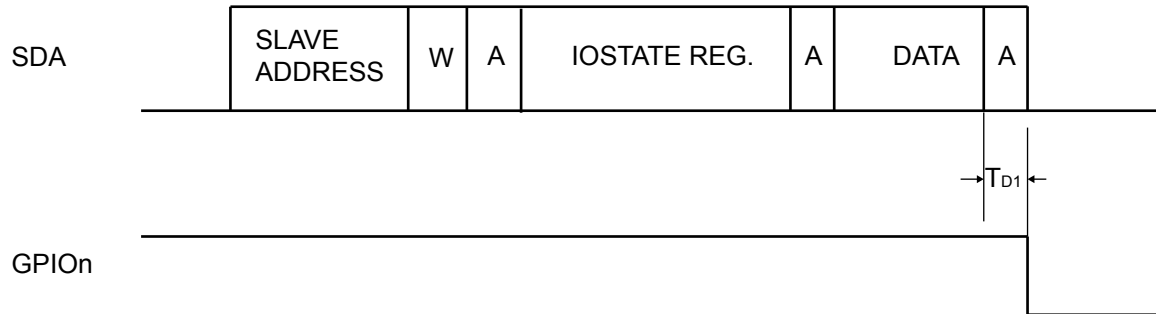 SDA
SLAVE
ADDRESS
W
A
IOSTATE REG.
A
DATA
A
TD1
GPIOn